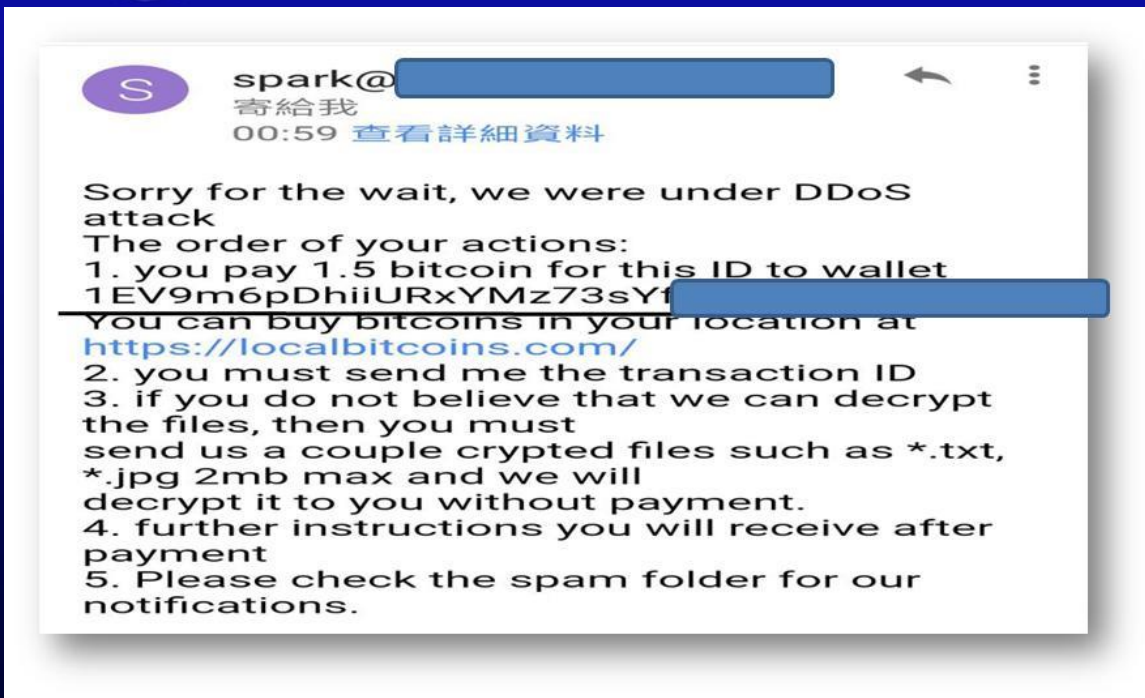 S
spark@
寄給我
00:59 查看詳細資料
Sorry for the wait, we were under DDoS
attack
The order of your actions:
1. you pay 1.5 bitcoin for this ID to wallet
1EV9m6pDhiiURxYMz73sYf
You can buy bitcoins in your location at
https://localbitcoins.com/
2. you must send me the transaction ID
3. if you do not believe that we can decrypt
the files, then you must
send us a couple crypted files such as *.txt,
*.jpg 2mb max and we will
decrypt it to you without payment.
4. further instructions you will receive after
payment
5. Please check the spam folder for our
notifications.